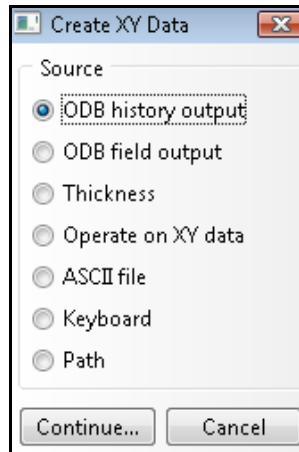 Create XY Data
Source
ODB history output
ODB field output
Thickness
Operate on XY data
ASCII file
Keyboard
Path
Continue... Cancel